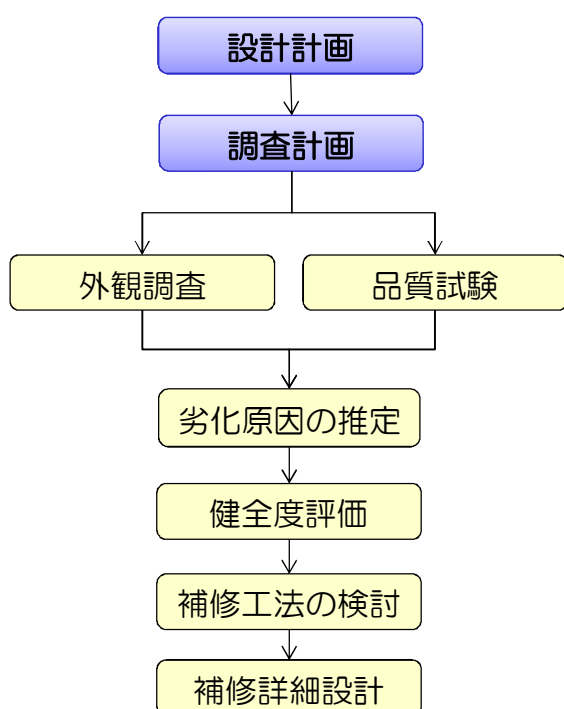 設計計画
調査計画
外観調査
品質試験
劣化原因の推定
健全度評価
補修工法の検討
補修詳細設計